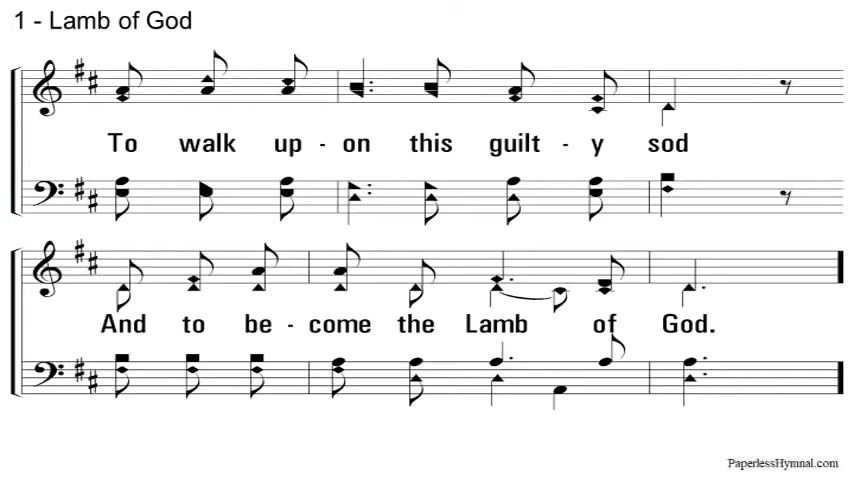 1 - Lamb of God
To walk up - on this guilt - y sod
And to be - come the Lamb of God.
PaperlessHymnal.com